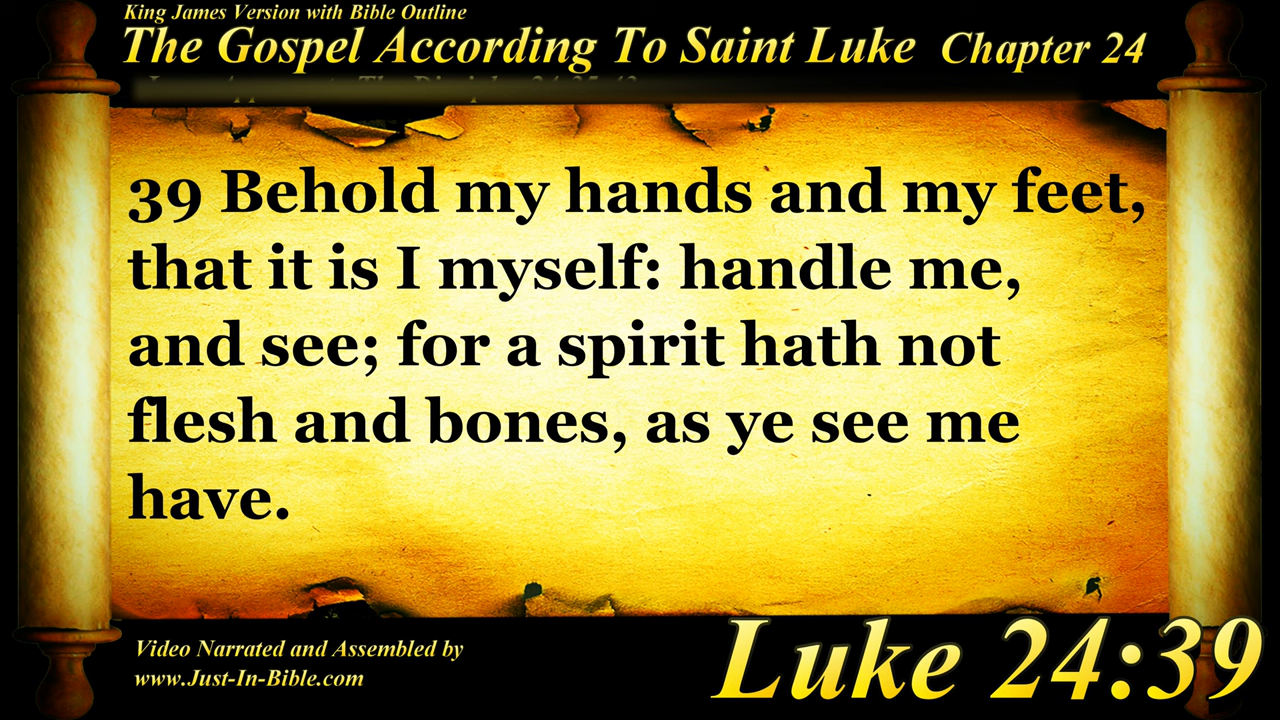 King James Version with Bible Outline
The Gospel According To Saint Luke Chapter 24
39 Behold my hands and my feet,
that it is I myself: handle me,
and see; for a spirit hath not
flesh and bones, as ye see me
have.
Video Narrated and Assembled by
www.Just-In-Bible.com
Luke 24:39